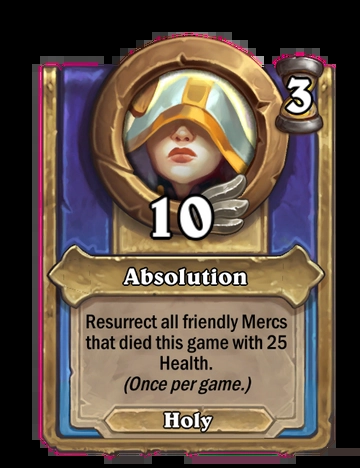 3
10
Absolution
Resurrect all friendly Mercs
that died this game with 25
Health.
(Once per game.)
Holy